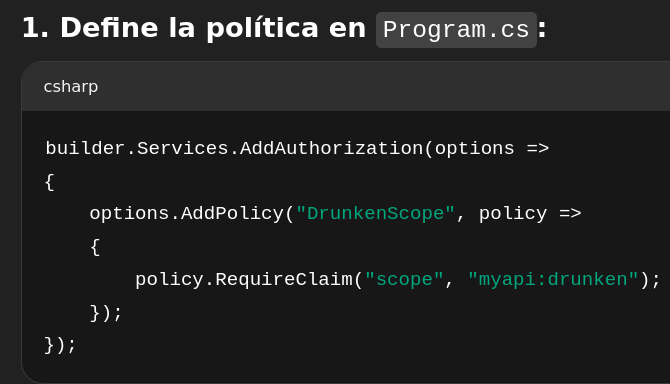 1. Define la política en Program.cs:
csharp
builder.Services.AddAuthorization(options =>
{
    options.AddPolicy("DrunkenScope", policy =>
    {
        policy.RequireClaim("scope", "myapi:drunken");
    });
});